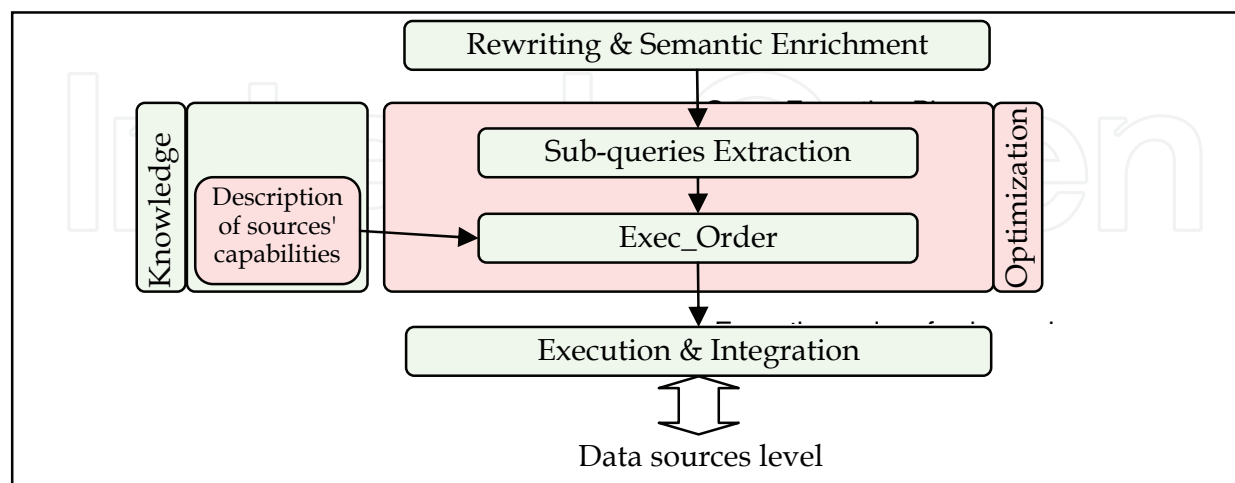 Rewriting & Semantic Enrichment
Knowledge
Description
of sources'
capabilities
Sub-queries Extraction
Exec_Order
Optimization
Execution & Integration
Data sources level